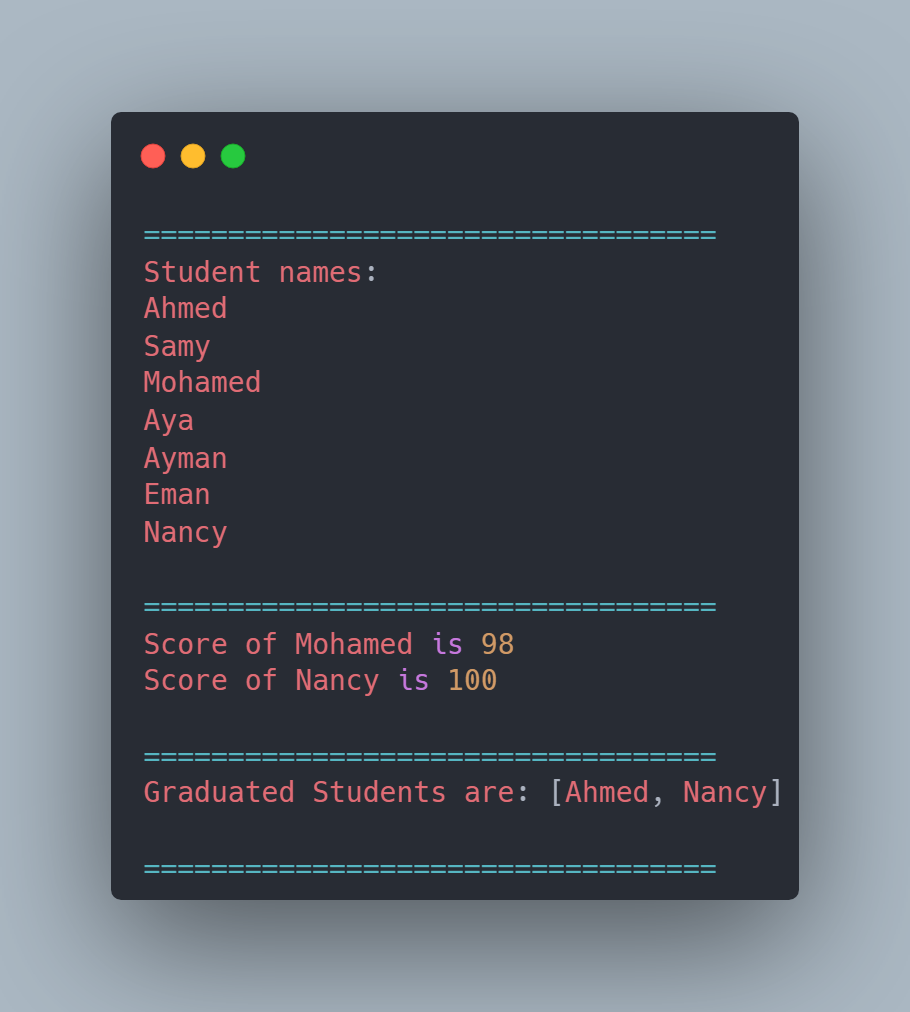 ==================================
Student names:
Ahmed
Samy
Mohamed
Aya
Ayman
Eman
Nancy
==================================
Score of Mohamed is 98
Score of Nancy is 100
==================================
Graduated Students are: [Ahmed, Nancy]
==================================